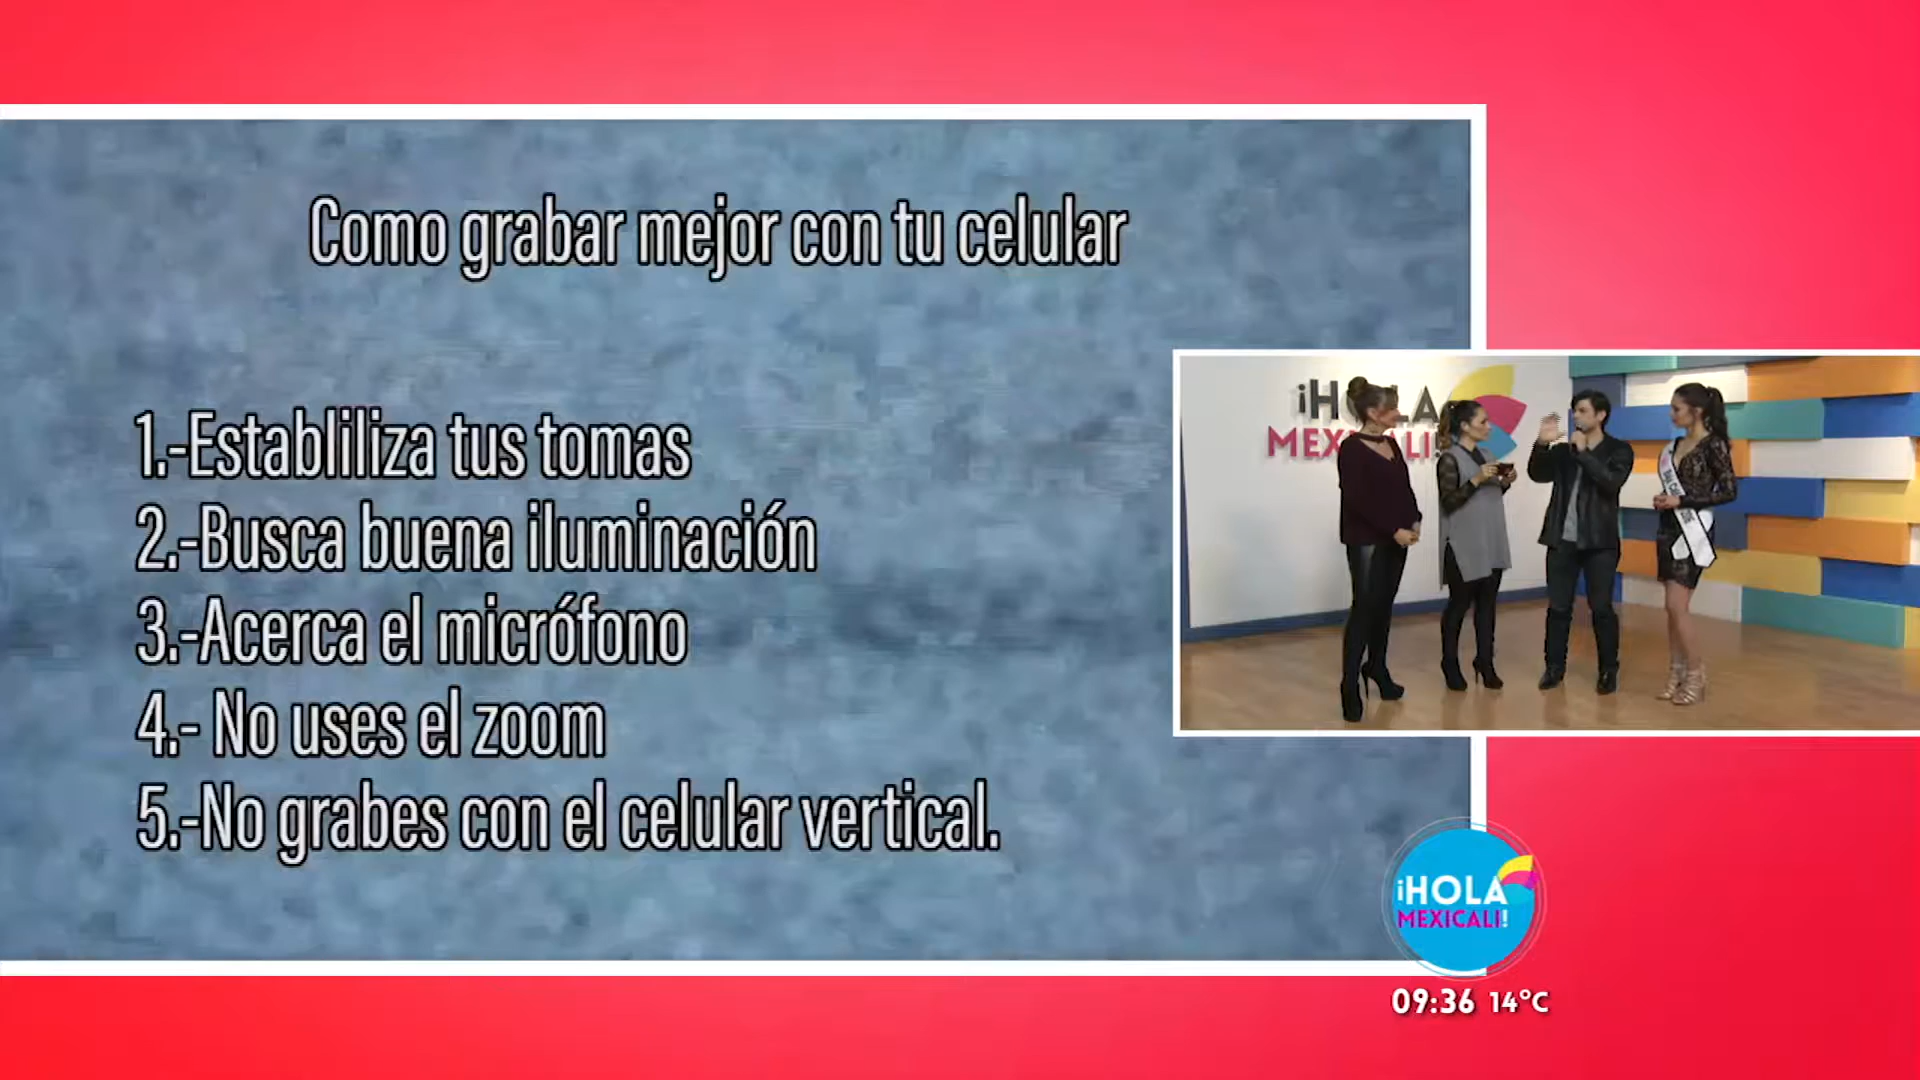 Como grabar mejor con tu celular
1.-Establiliza tus tomas
2.-Busca buena iluminación
3.-Acerca el micrófono
4.- No uses el zoom
5.-No grabes con el celular vertical.
¡HOLA
MEXICALI!
¡HOLA
MEXICALI!
09:36 14°C